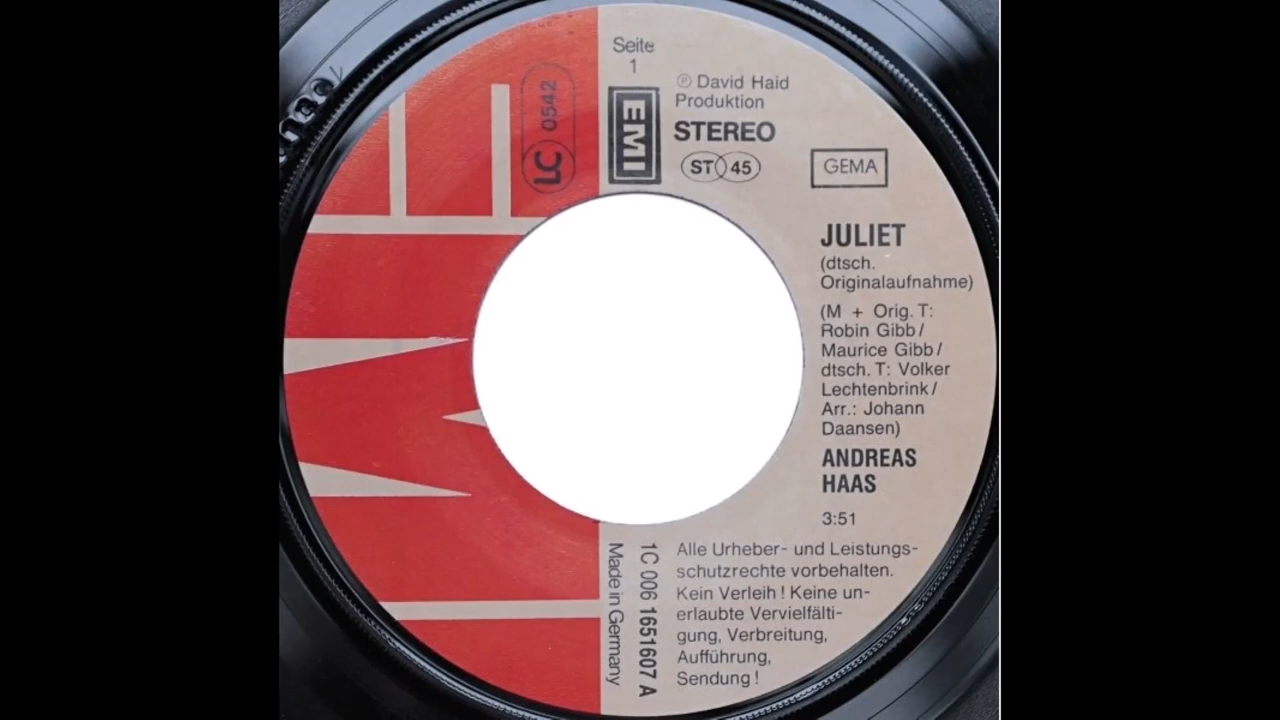 Seite
1
EMI
LC 0542
℗ David Haid
Produktion
STEREO
ST 45
GEMA
JULIET
(dtsch.
Originalaufnahme)
(M + Orig. T:
Robin Gibb /
Maurice Gibb /
dtsch. T: Volker
Lechtenbrink /
Arr.: Johann
Daansen)
ANDREAS
HAAS
3:51
1C 006 1651607 A
Made in Germany
Alle Urheber- und Leistungs-
schutzrechte vorbehalten.
Kein Verleih ! Keine un-
erlaubte Vervielfälti-
gung, Verbreitung,
Aufführung,
Sendung !